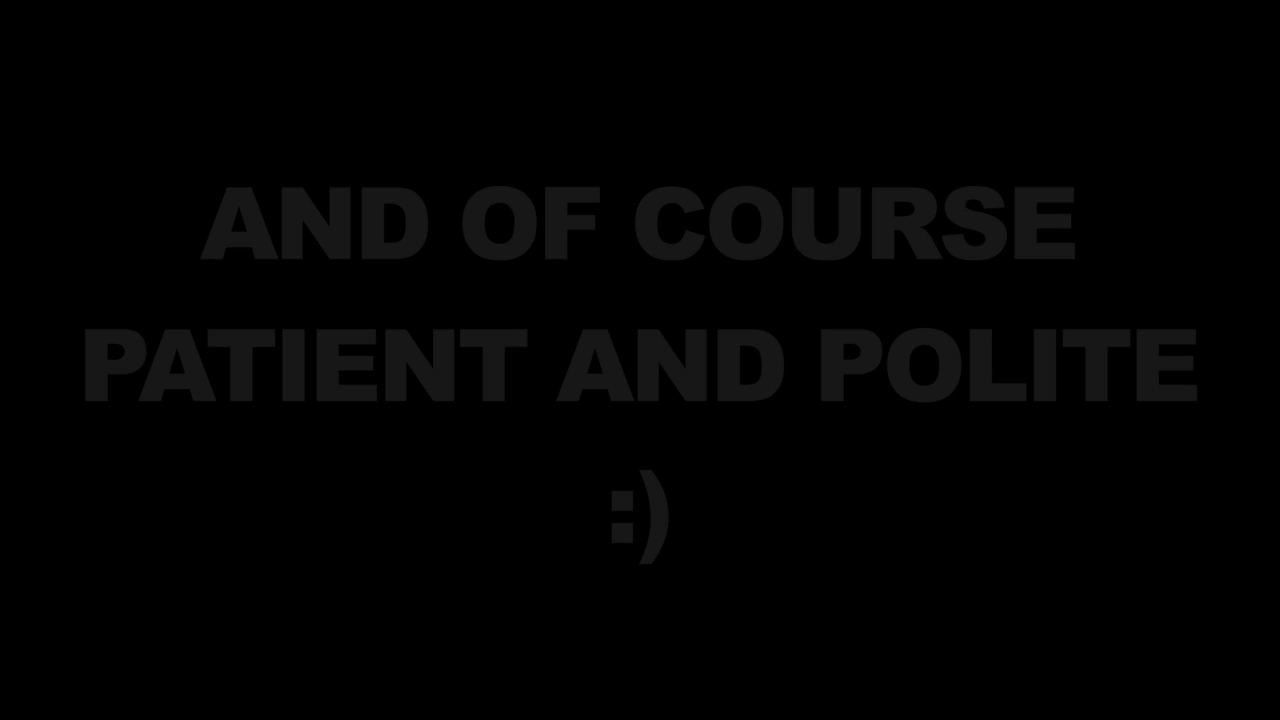 AND OF COURSE
PATIENT AND POLITE
:)